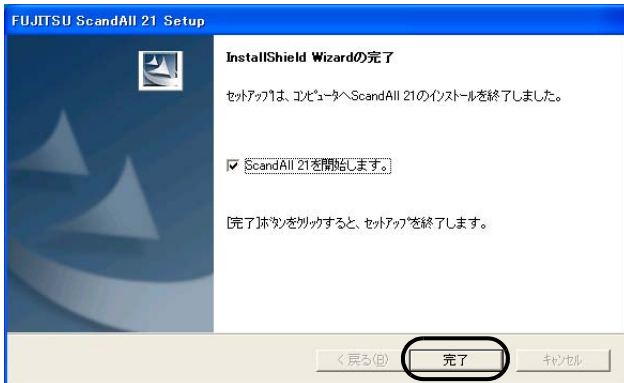 FUJITSU ScandAll 21 Setup
InstallShield Wizardの完了
セットアップは、コンピュータへScandAll 21のインストールを終了しました。
ScandAll 21を開始します。
[完了]ボタンをクリックすると、セットアップを終了します。
< 戻る(B)
完了
キャンセル